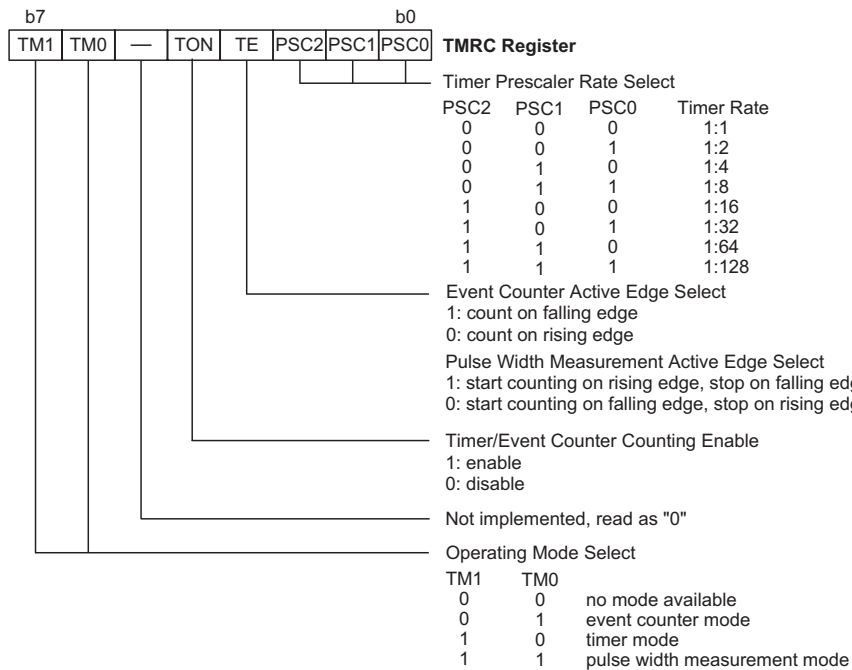 b7 b0
TM1 TM0 — TON TE PSC2 PSC1 PSC0 TMRC Register
Timer Prescaler Rate Select
PSC2 PSC1 PSC0 Timer Rate
0 0 0 1:1
0 0 1 1:2
0 1 0 1:4
0 1 1 1:8
1 0 0 1:16
1 0 1 1:32
1 1 0 1:64
1 1 1 1:128
Event Counter Active Edge Select
1: count on falling edge
0: count on rising edge
Pulse Width Measurement Active Edge Select
1: start counting on rising edge, stop on falling
0: start counting on falling edge, stop on rising
Timer/Event Counter Counting Enable
1: enable
0: disable
Not implemented, read as "0"
Operating Mode Select
TM1 TM0
0 0 no mode available
0 1 event counter mode
1 0 timer mode
1 1 pulse width measurement mode